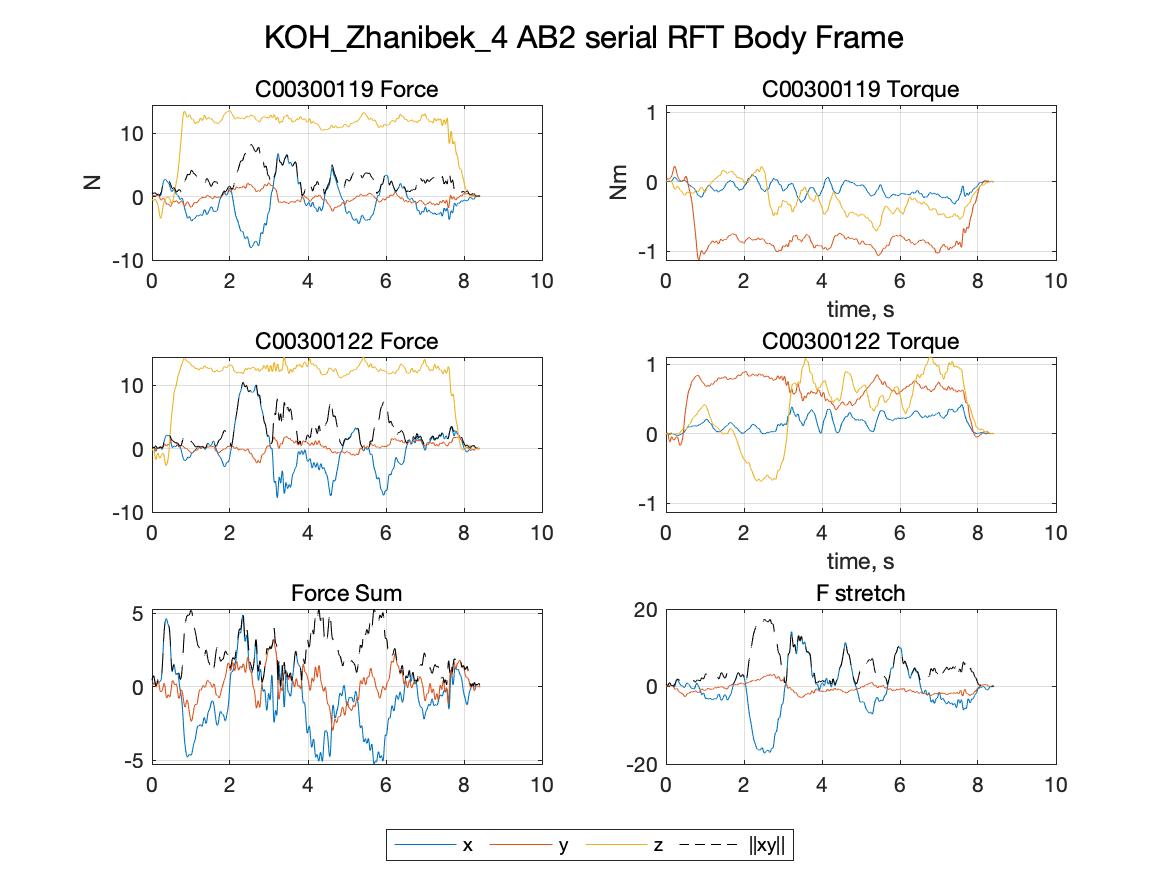 KOH_Zhanibek_4 AB2 serial RFT Body Frame
C00300119 Force
N
10
0
-10
0 2 4 6 8 10
C00300119 Torque
Nm
1
0
-1
0 2 4 6 8 10
time, s
C00300122 Force
10
0
-10
0 2 4 6 8 10
C00300122 Torque
1
0
-1
0 2 4 6 8 10
time, s
Force Sum
5
0
-5
0 2 4 6 8 10
F stretch
20
0
-20
0 2 4 6 8 10
x y z ||xy||